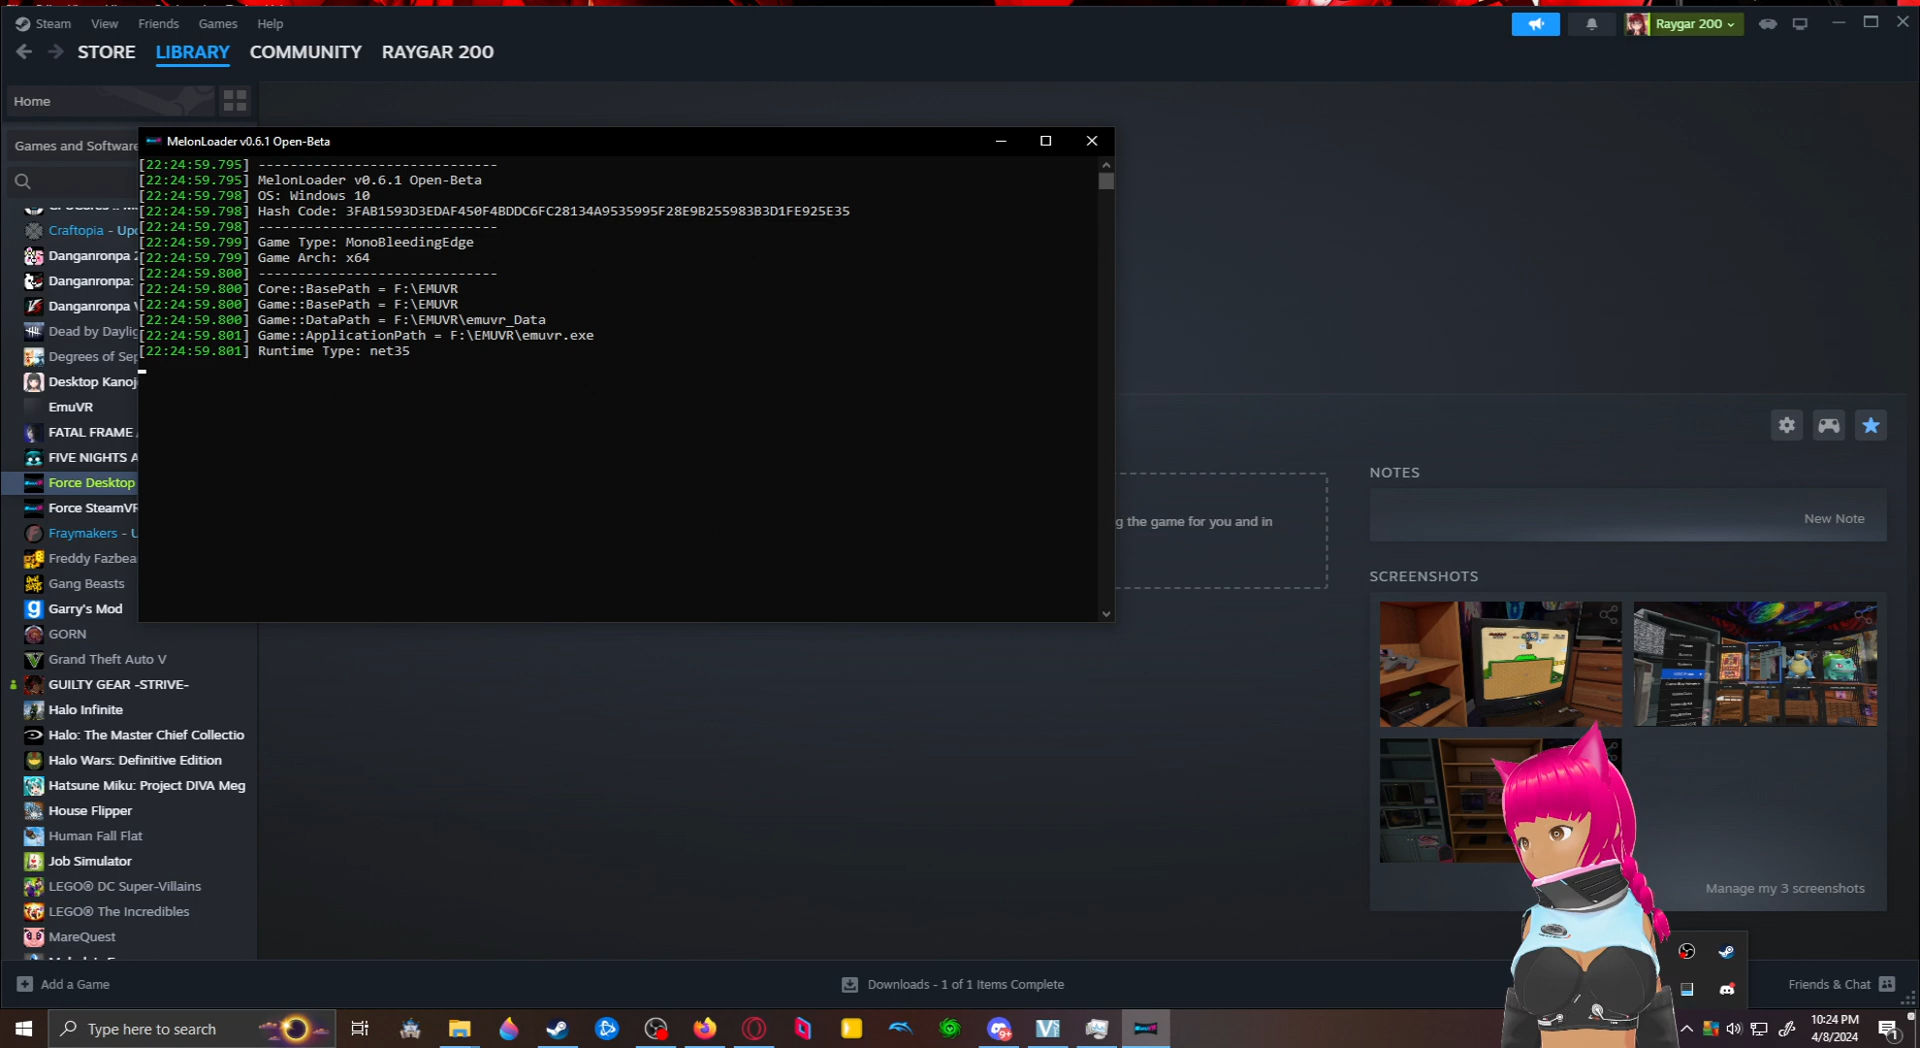 Steam View Friends Games Help
Raygar 200
STORE LIBRARY COMMUNITY RAYGAR 200
Home
Games and Software
MelonLoader v0.6.1 Open-Beta
[22:24:59.795] ------------------------------
[22:24:59.795] MelonLoader v0.6.1 Open-Beta
[22:24:59.798] OS: Windows 10
[22:24:59.798] Hash Code: 3FAB1593D3EDAF450F4BDDC6FC28134A9535995F28E9B255983B3D1FE925E35
[22:24:59.798] ------------------------------
[22:24:59.799] Game Type: MonoBleedingEdge
[22:24:59.799] Game Arch: x64
[22:24:59.800] ------------------------------
[22:24:59.800] Core::BasePath = F:\EMUVR
[22:24:59.800] Game::BasePath = F:\EMUVR
[22:24:59.800] Game::DataPath = F:\EMUVR\emuvr_Data
[22:24:59.801] Game::ApplicationPath = F:\EMUVR\emuvr.exe
[22:24:59.801] Runtime Type: net35
Craftopia - Upd
Danganronpa 2
Danganronpa:
Danganronpa V
Dead by Daylig
Degrees of Sep
Desktop Kanoj
EmuVR
FATAL FRAME
FIVE NIGHTS A
Force Desktop
Force SteamVR
Fraymakers - U
Freddy Fazbea
Gang Beasts
Garry's Mod
GORN
Grand Theft Auto V
GUILTY GEAR -STRIVE-
Halo Infinite
Halo: The Master Chief Collectio
Halo Wars: Definitive Edition
Hatsune Miku: Project DIVA Meg
House Flipper
Human Fall Flat
Job Simulator
LEGO® DC Super-Villains
LEGO® The Incredibles
MareQuest
g the game for you and in
NOTES
New Note
SCREENSHOTS
Manage my 3 screenshots
Add a Game
Downloads - 1 of 1 Items Complete
Friends & Chat
Type here to search
10:24 PM
4/8/2024